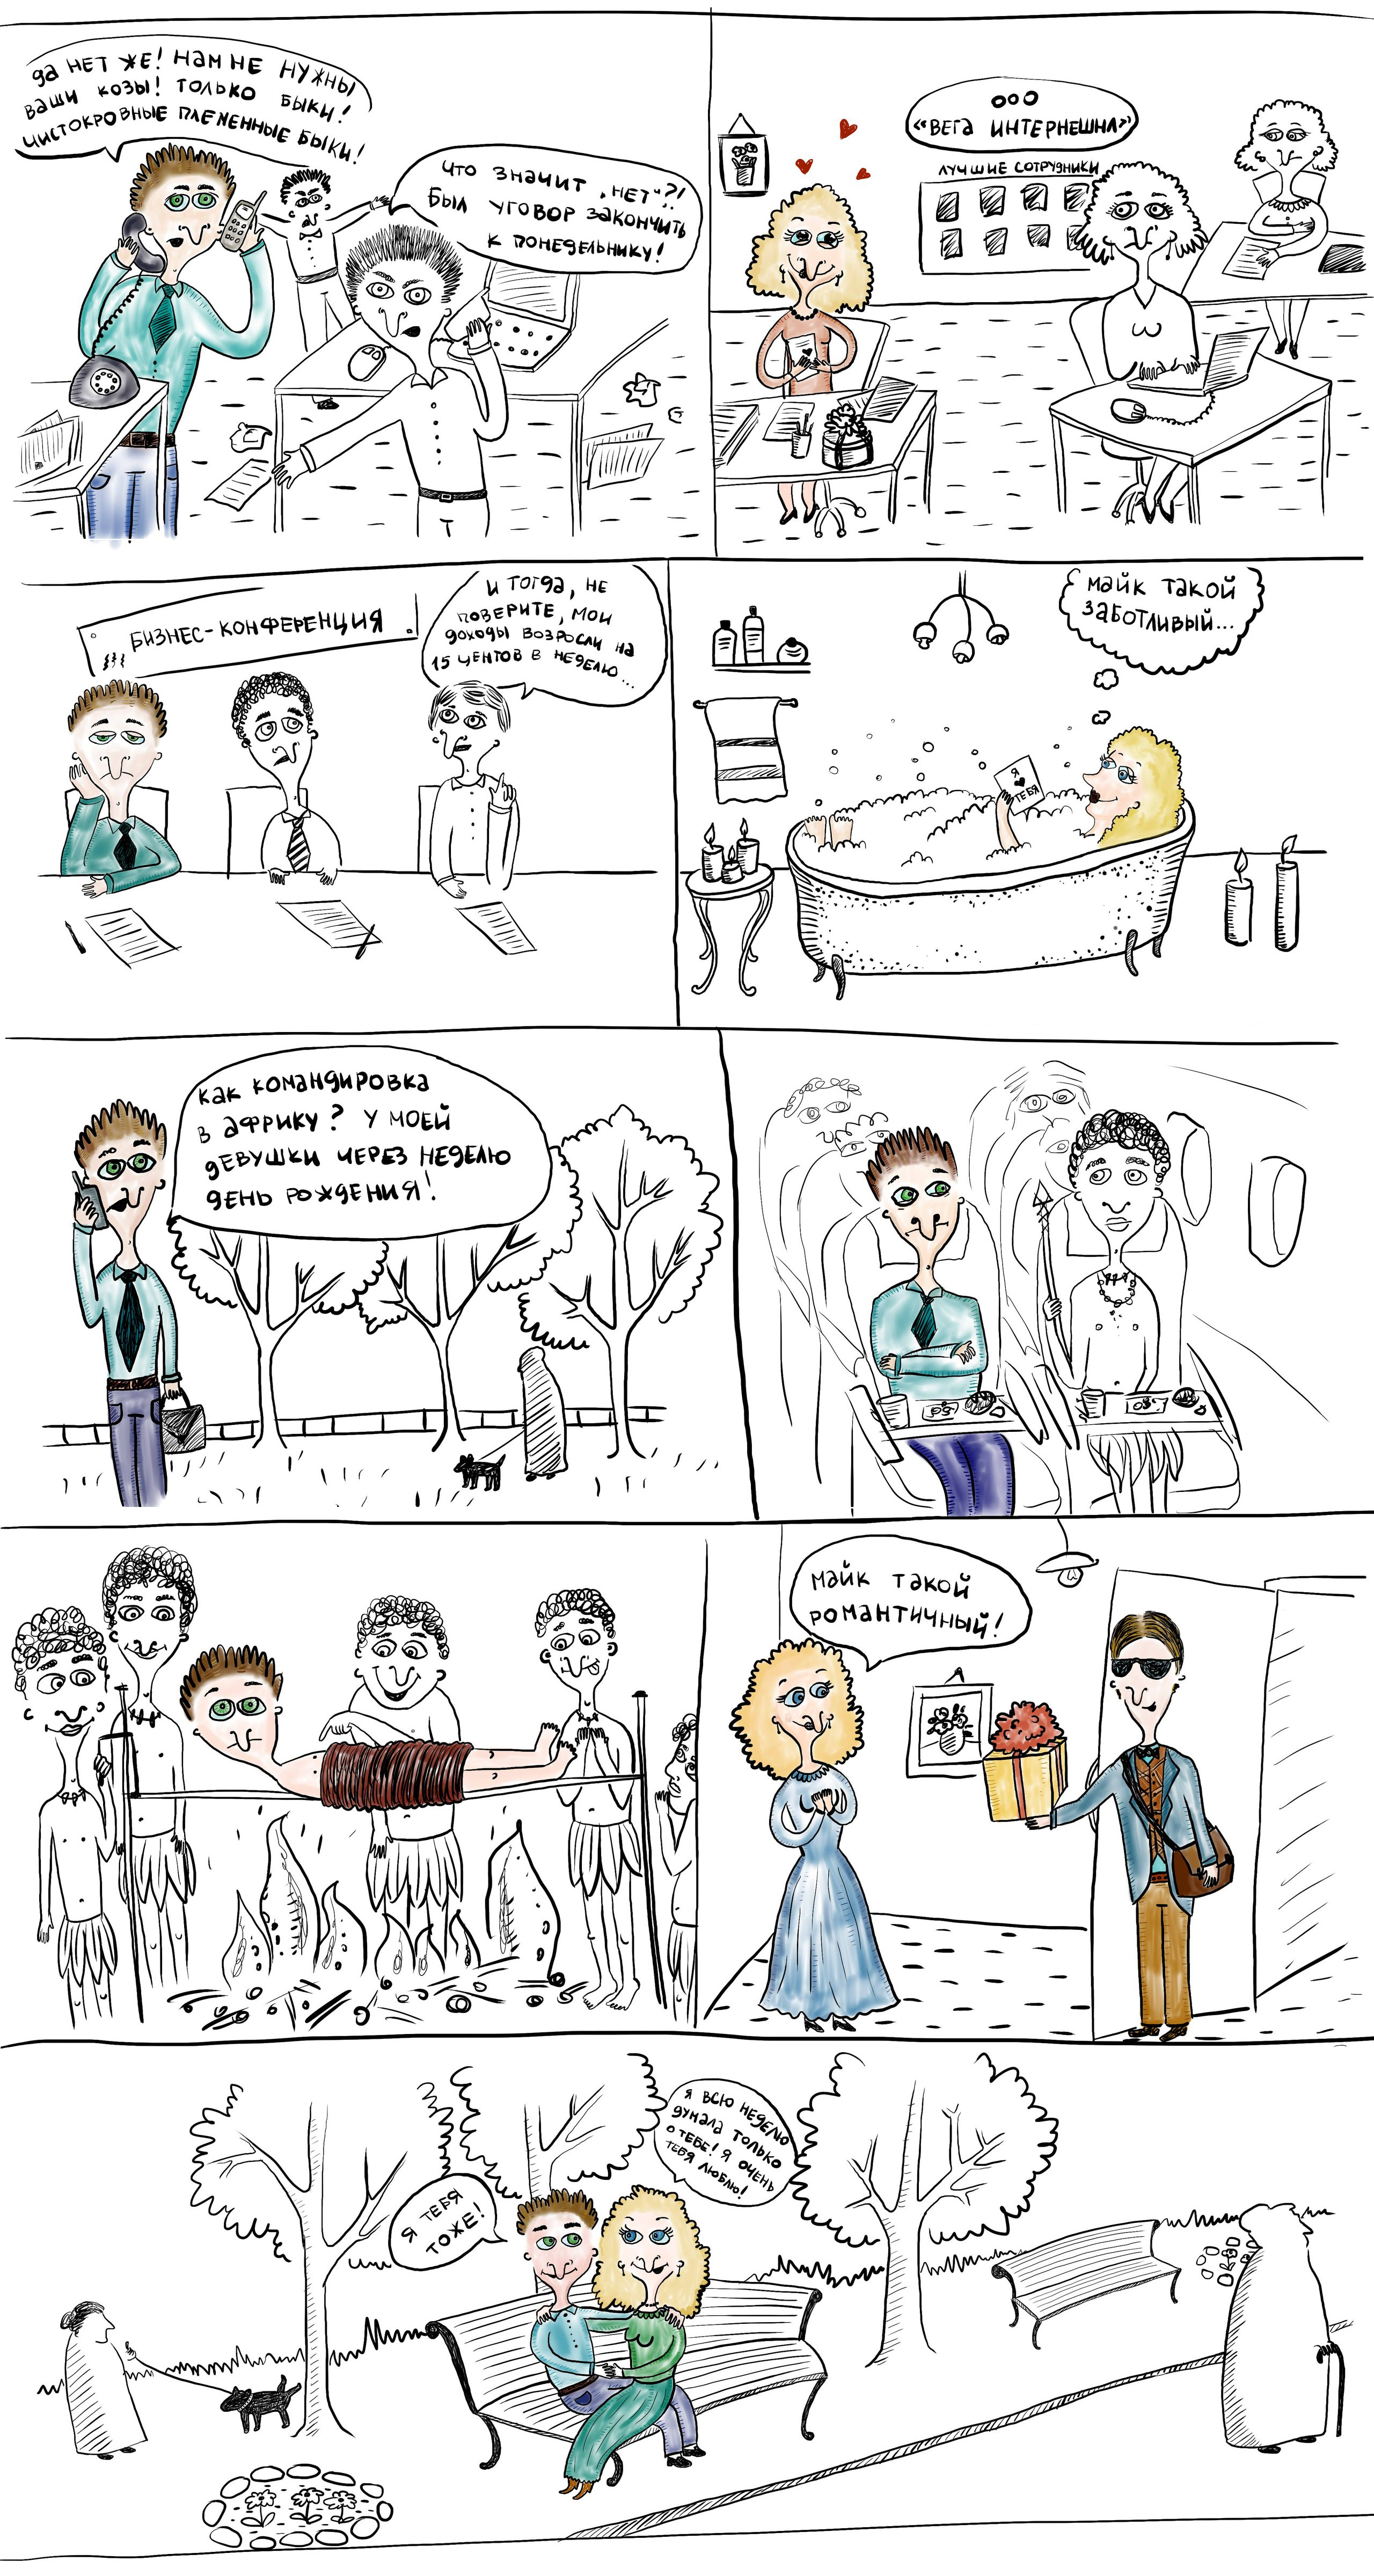 да нет же! Нам не нужны
ваши козы! Только быки!
Чистокровные племенные быки!
что значит "нет"?!
Был уговор закончить
к понедельнику!
ООО
«Вега Интернешнл»
лучшие сотрудники
Бизнес-конференция
и тогда, не
поверите, мои
доходы возросли на
15 центов в неделю...
майк такой
заботливый...
Я
♥
тебя
как командировка
в африку? у моей
девушки через неделю
день рождения!
майк такой
романтичный!
Я всю неделю
думала только
о тебе! Я очень
тебя люблю!
Я тебя
тоже!